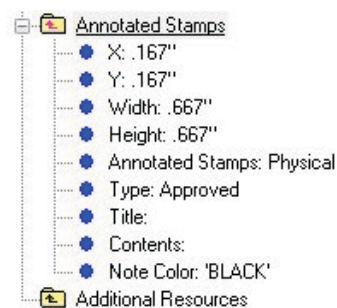 Annotated Stamps
X: .167"
Y: .167"
Width: .667"
Height: .667"
Annotated Stamps: Physical
Type: Approved
Title:
Contents:
Note Color: 'BLACK'
Additional Resources